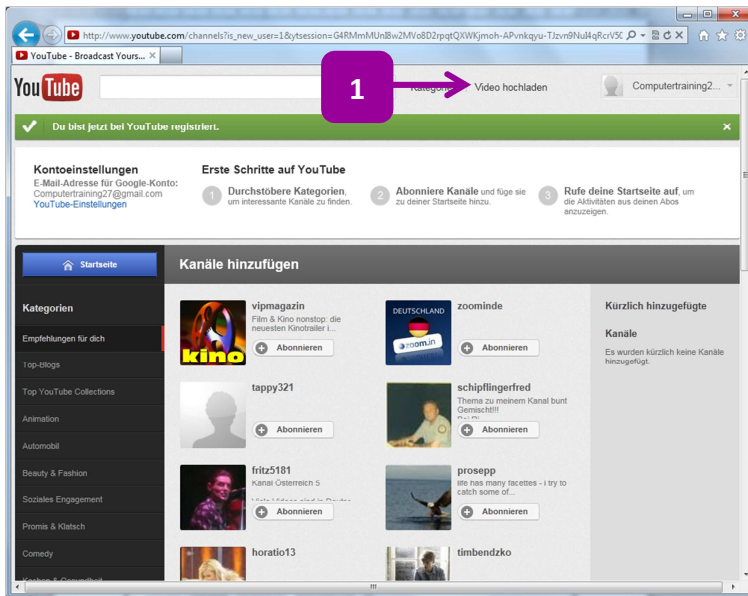 http://www.youtube.com/channels?is_new_user=1&ytsession=G4RMmMUnI8w2MVo8D2rpqtQXWKjmoh-APvnkqyu-TJzvn9NuI4qRcrV5C
YouTube - Broadcast Yours...
YouTube
1
Video hochladen
Computertraining2...
Du bist jetzt bei YouTube registriert.
Kontoeinstellungen
E-Mail-Adresse für Google-Konto:
Computertraining27@gmail.com
YouTube-Einstellungen
Erste Schritte auf YouTube
1 Durchstöbere Kategorien,
um interessante Kanäle zu finden.
2 Abonniere Kanäle und füge sie
zu deiner Startseite hinzu.
3 Rufe deine Startseite auf, um
die Aktivitäten aus deinen Abos
anzuzeigen.
Startseite
Kanäle hinzufügen
Kategorien
Empfehlungen für dich
Top-Blogs
Top YouTube Collections
Animation
Automobil
Beauty & Fashion
Soziales Engagement
Promis & Klatsch
Comedy
kino
vipmagazin
Film & Kino nonstop: die
neuesten Kinotrailer i...
Abonnieren
DEUTSCHLAND
zoom.in
zoominde
Abonnieren
tappy321
Abonnieren
schipflingerfred
Thema zu meinem Kanal bunt
Gemischt!!!
Abonnieren
fritz5181
Kanal Österreich 5
Abonnieren
prosepp
life has many facettes - i try to
catch some of...
Abonnieren
horatio13
timbendzko
Kürzlich hinzugefügte
Kanäle
Es wurden kürzlich keine Kanäle
hinzugefügt.